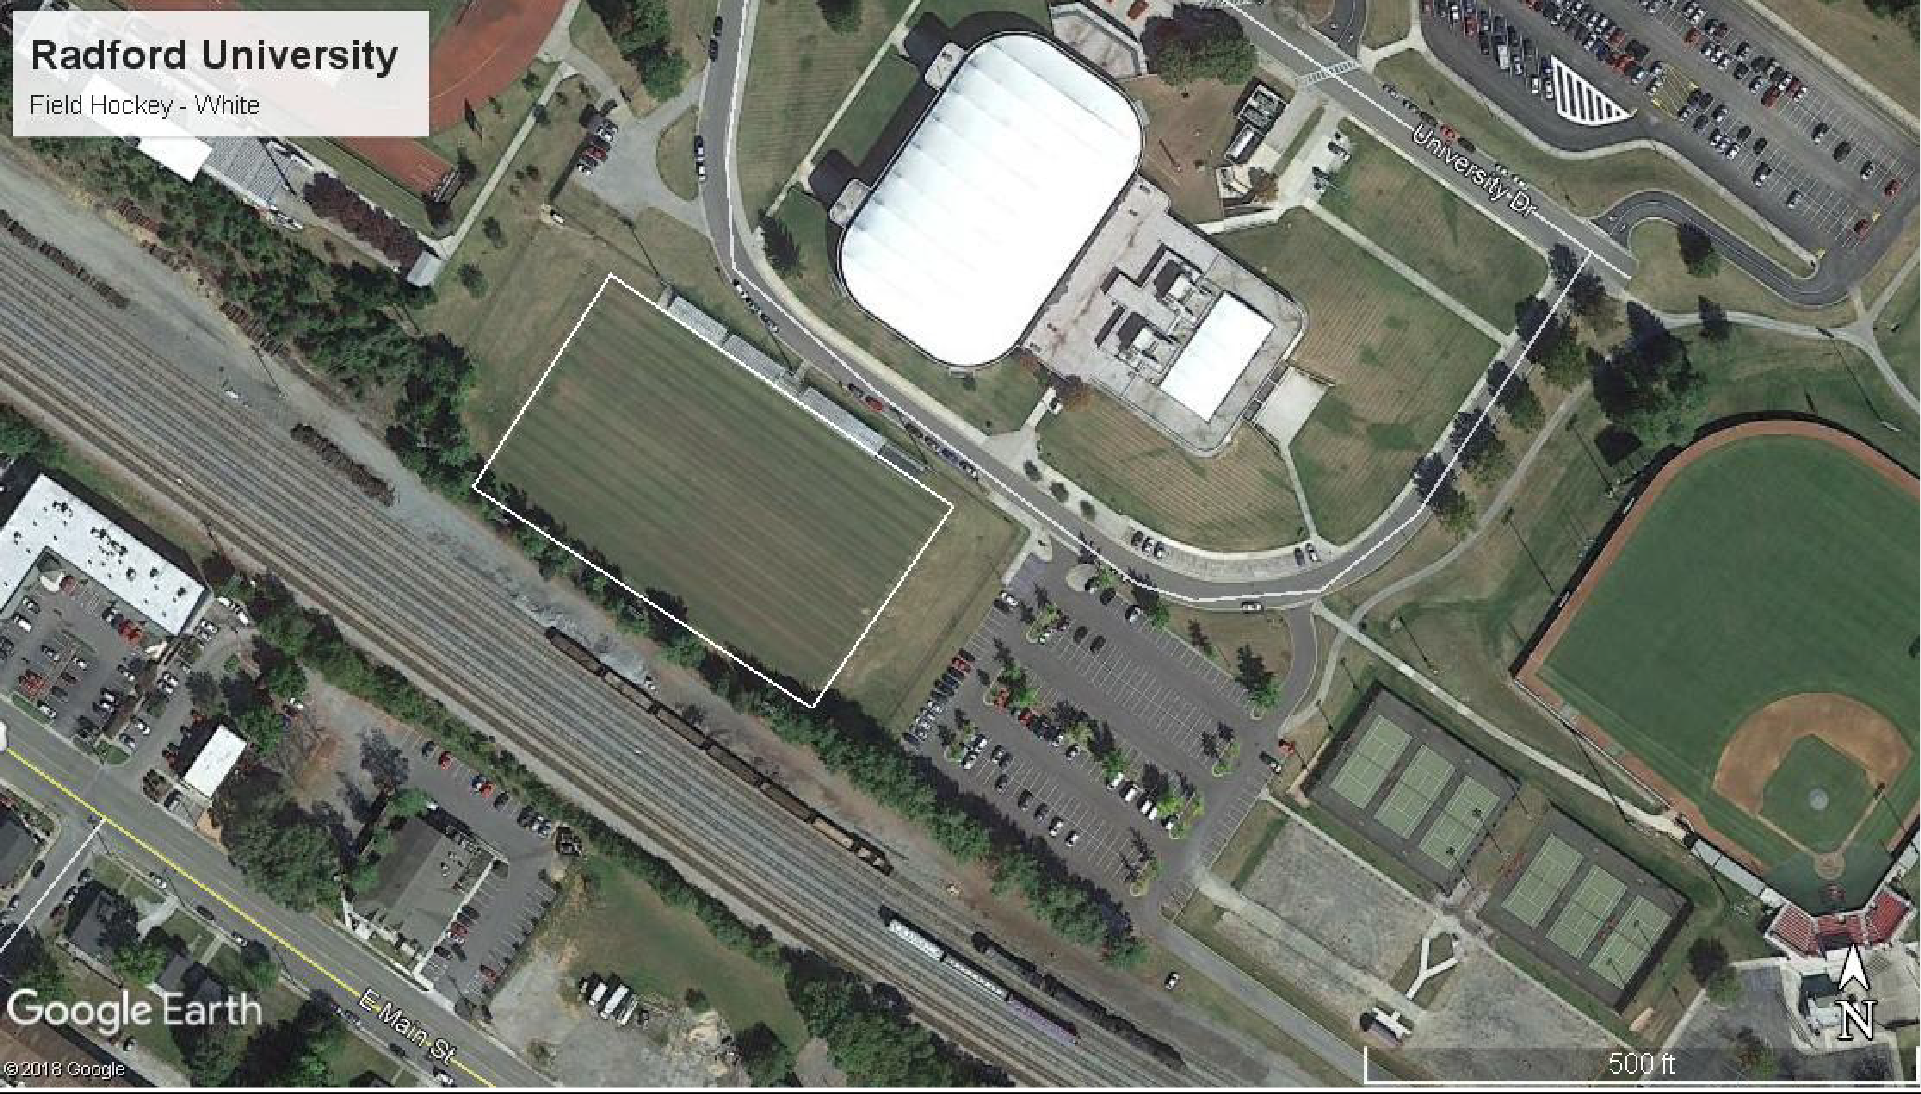 Radford University
Field Hockey - White
University Dr
E Main St
Google Earth
©2018 Google
N
500 ft